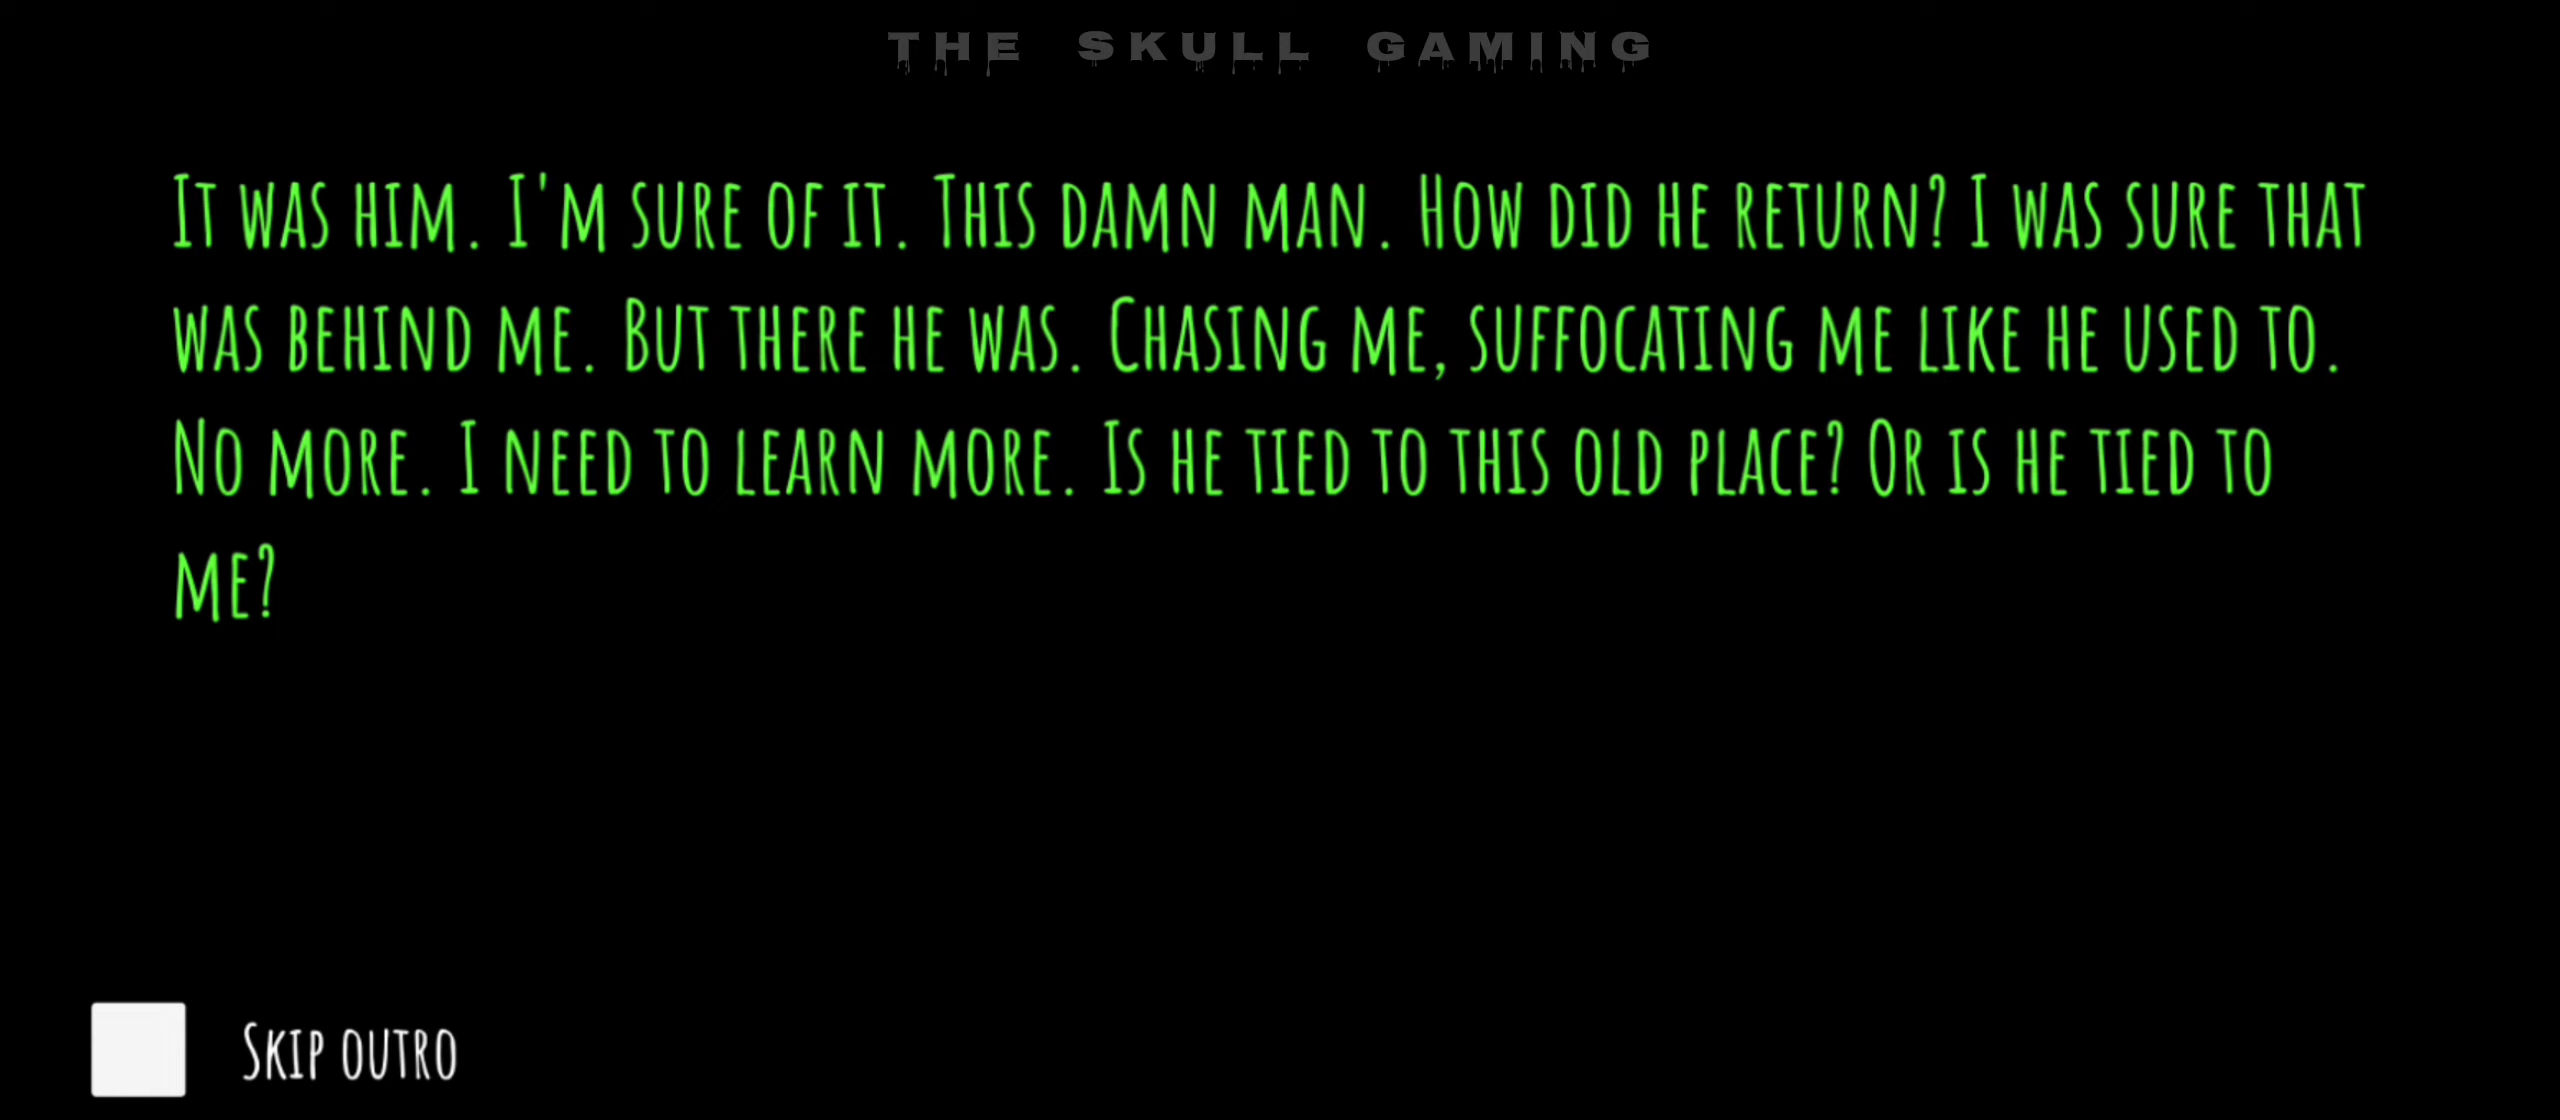 THE SKULL GAMING
It was him. I'm sure of it. This damn man. How did he return? I was sure that
was behind me. But there he was. Chasing me, suffocating me like he used to.
No more. I need to learn more. Is he tied to this old place? Or is he tied to
me?
Skip outro